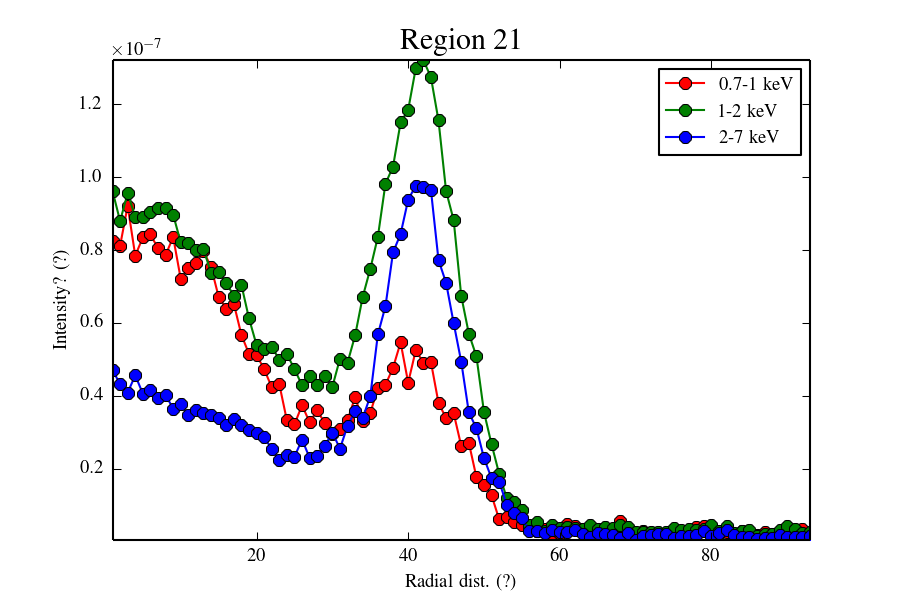 Region 21
×10⁻⁷
1.2
1.0
0.8
0.6
0.4
0.2
Intensity? (?)
20
40
60
80
Radial dist. (?)
0.7-1 keV
1-2 keV
2-7 keV